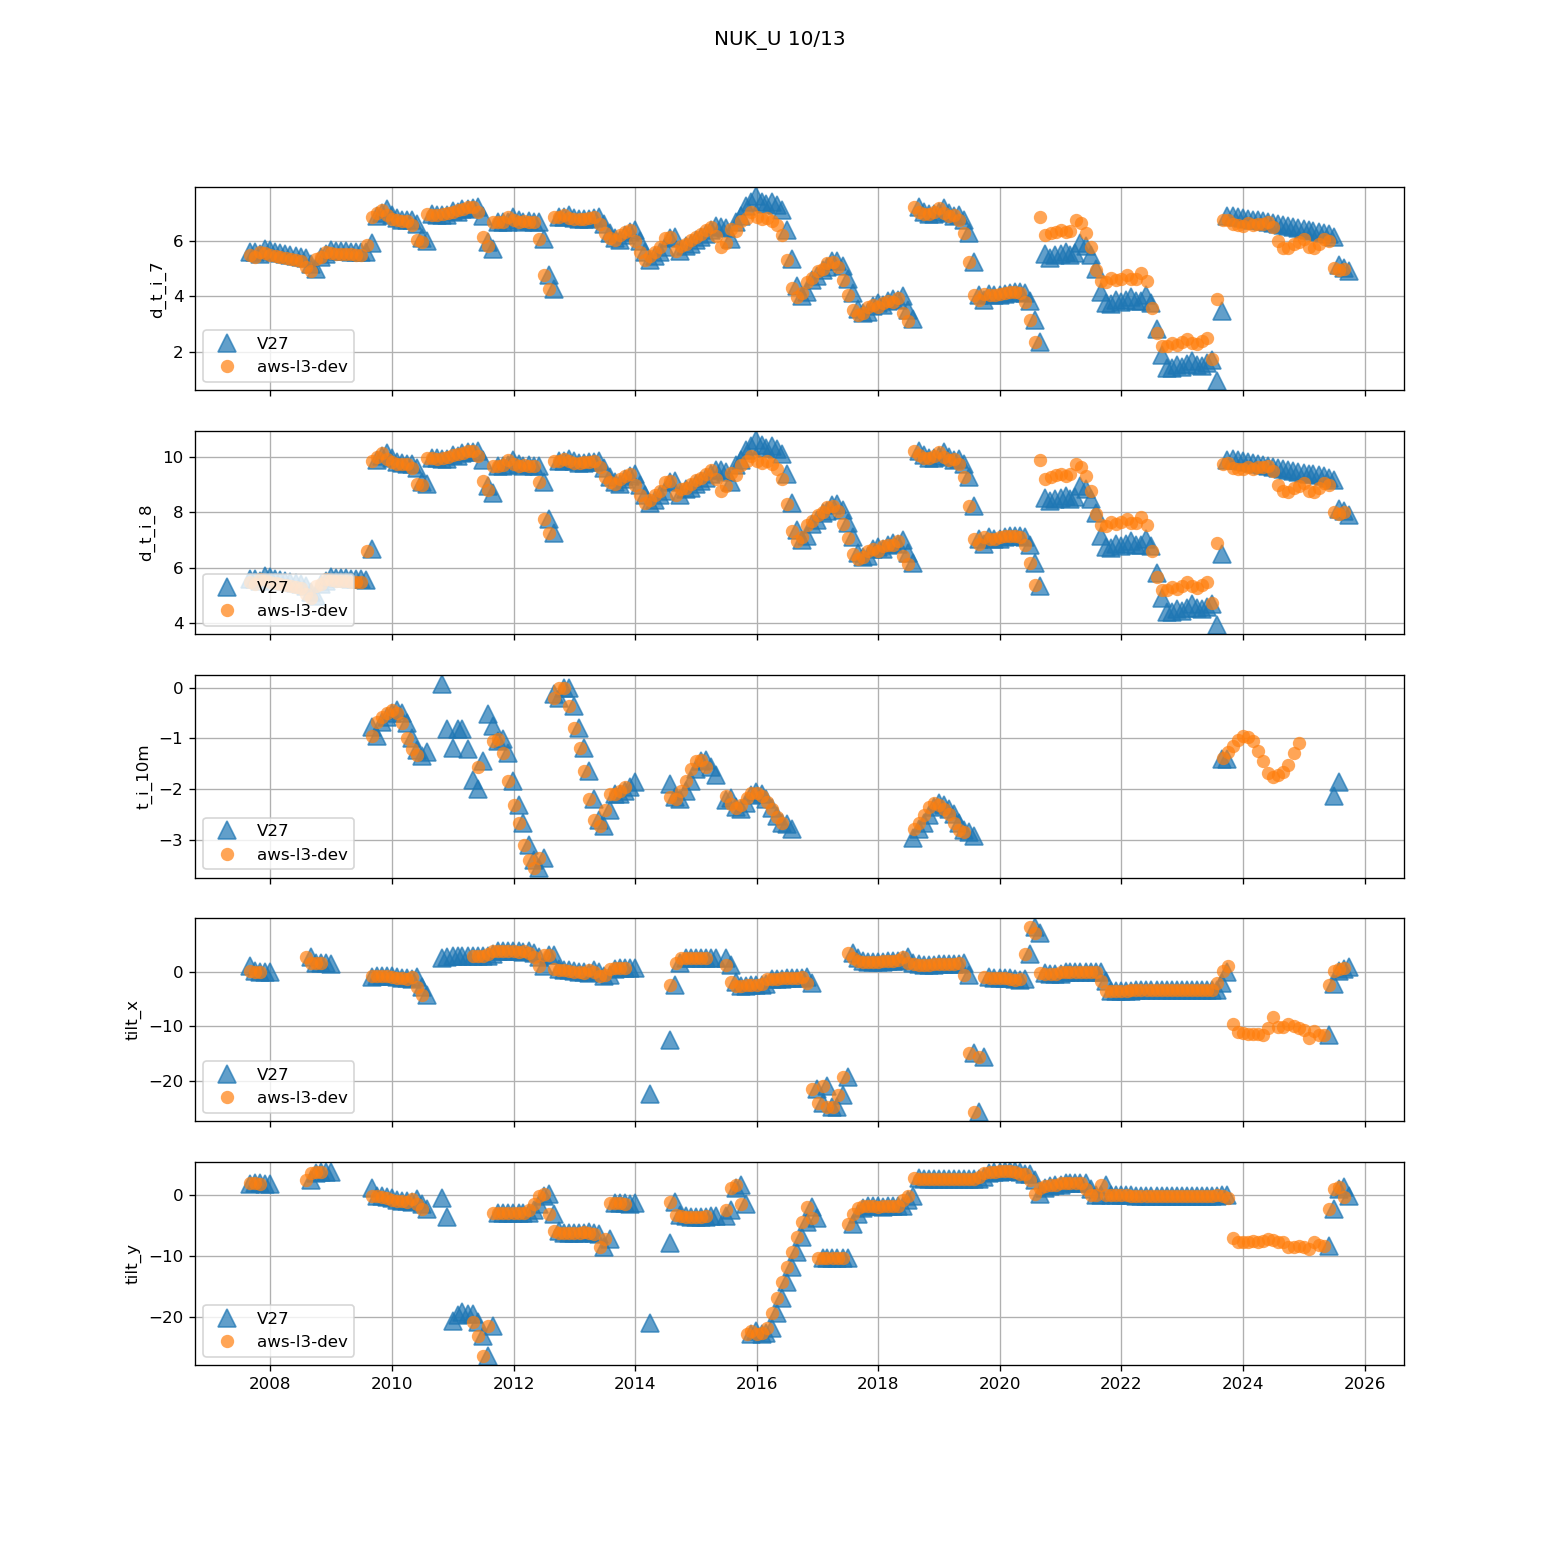 NUK_U 10/13
d_t_i_7
6
4
2
V27
aws-l3-dev
d_t_i_8
10
8
6
4
V27
aws-l3-dev
t_i_10m
0
−1
−2
−3
V27
aws-l3-dev
tilt_x
0
−10
−20
V27
aws-l3-dev
tilt_y
0
−10
−20
V27
aws-l3-dev
2008 2010 2012 2014 2016 2018 2020 2022 2024 2026